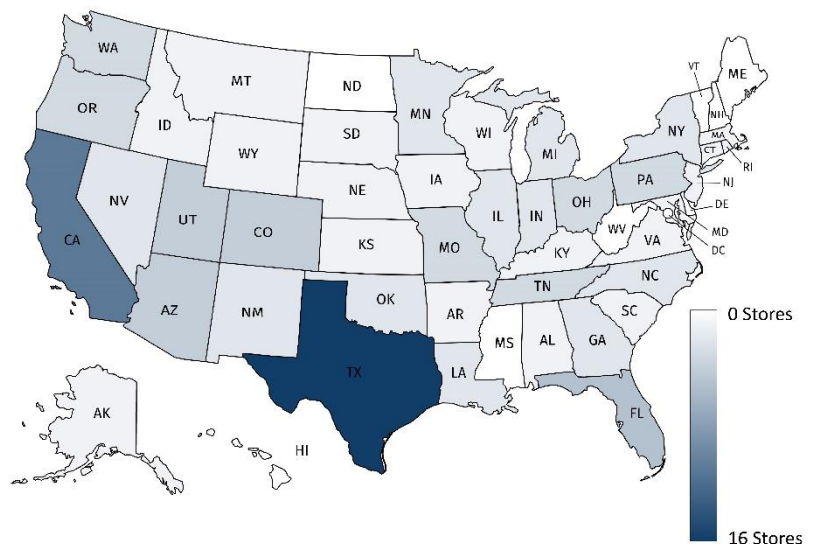 WA
OR
CA
NV
ID
MT
WY
UT
CO
AZ
NM
ND
SD
NE
KS
OK
TX
MN
IA
MO
AR
LA
WI
IL
MI
IN
OH
KY
TN
MS
AL
GA
FL
SC
NC
VA
WV
PA
NY
VT
NH
ME
MA
CT
RI
NJ
DE
MD
DC
AK
HI
0 Stores
16 Stores